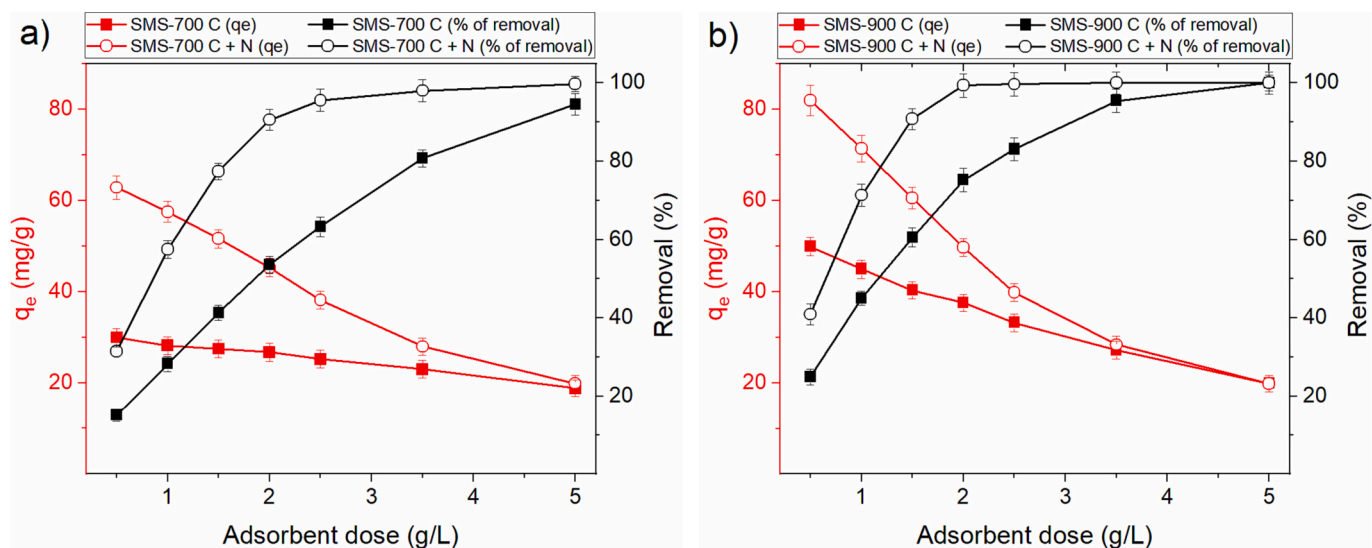 a)
SMS-700 C (qe) SMS-700 C (% of removal)
SMS-700 C + N (qe) SMS-700 C + N (% of removal)
80
60
40
20
qe (mg/g)
100
80
60
40
20
Removal (%)
1 2 3 4 5
Adsorbent dose (g/L)
b)
SMS-900 C (qe) SMS-900 C (% of removal)
SMS-900 C + N (qe) SMS-900 C + N (% of removal)
80
60
40
20
qe (mg/g)
100
80
60
40
20
Removal (%)
1 2 3 4 5
Adsorbent dose (g/L)